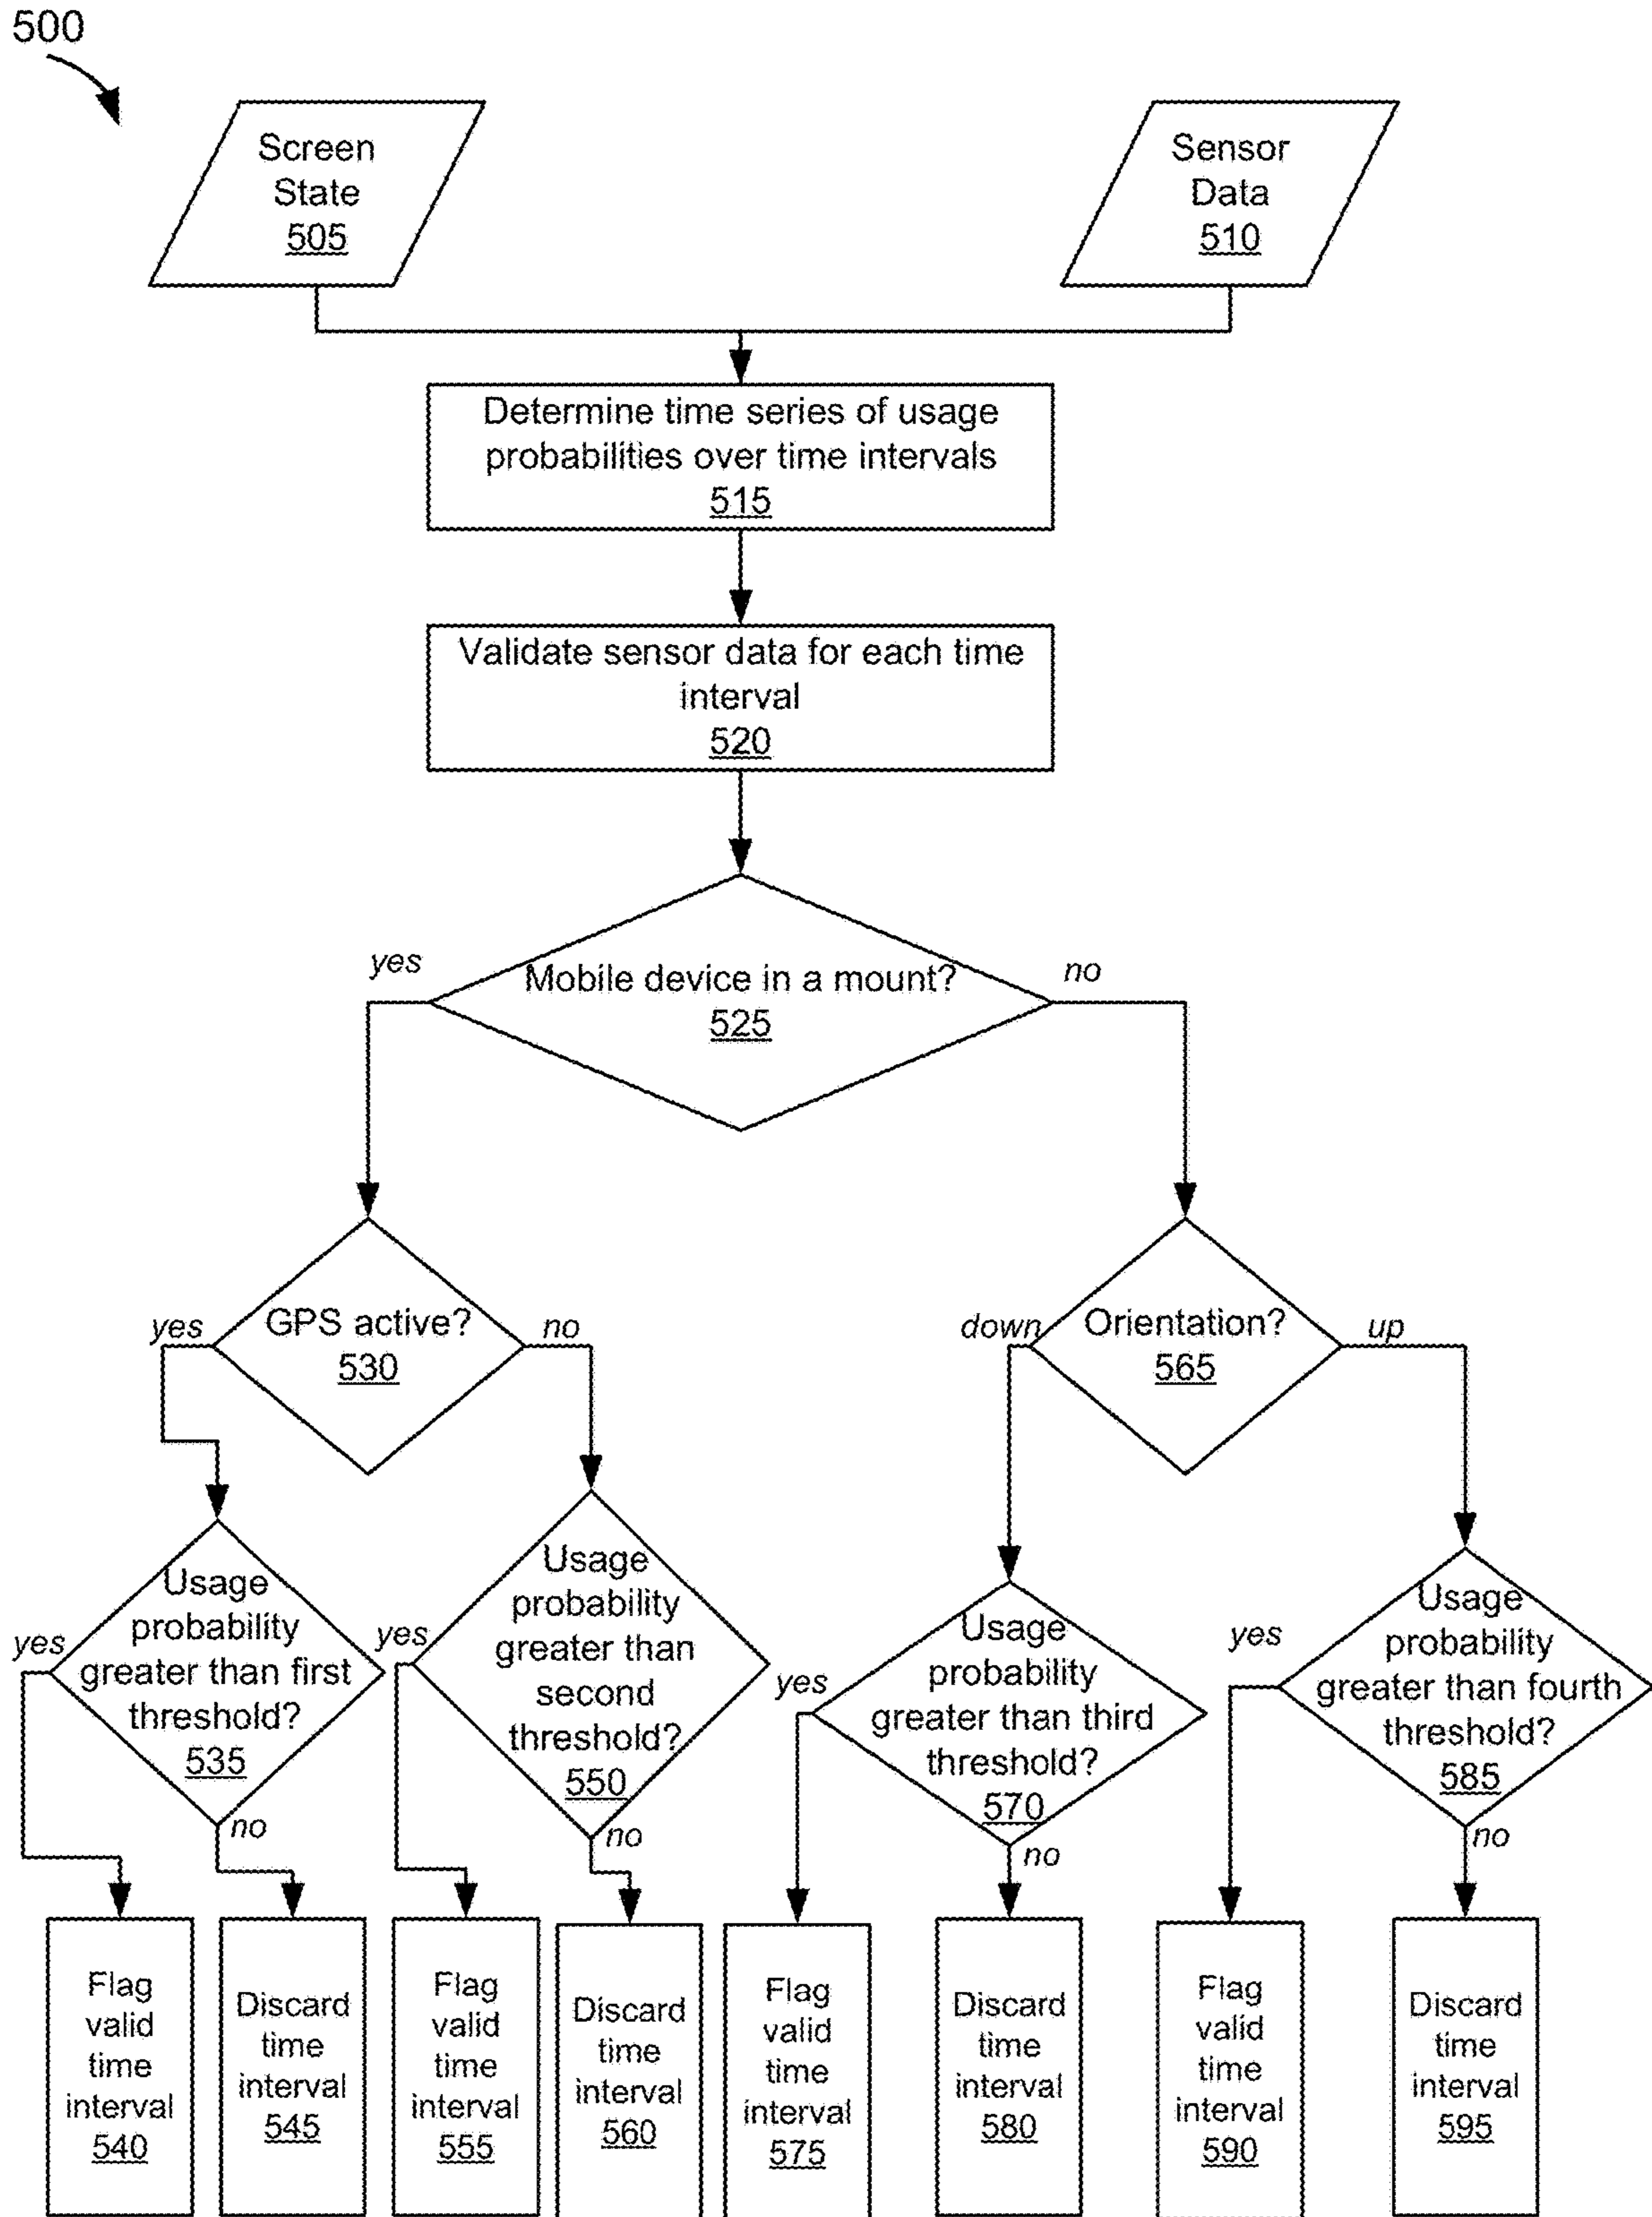 500
Screen
State
505
Sensor
Data
510
Determine time series of usage
probabilities over time intervals
515
Validate sensor data for each time
interval
520
yes
Mobile device in a mount?
525
no
yes
GPS active?
530
no
down
Orientation?
565
up
yes
Usage
probability
greater than first
threshold?
535
no
yes
Usage
probability
greater than
second
threshold?
550
no
yes
Usage
probability
greater than third
threshold?
570
no
yes
Usage
probability
greater than fourth
threshold?
585
no
Flag
valid
time
interval
540
Discard
time
interval
545
Flag
valid
time
interval
555
Discard
time
interval
560
Flag
valid
time
interval
575
Discard
time
interval
580
Flag
valid
time
interval
590
Discard
time
interval
595